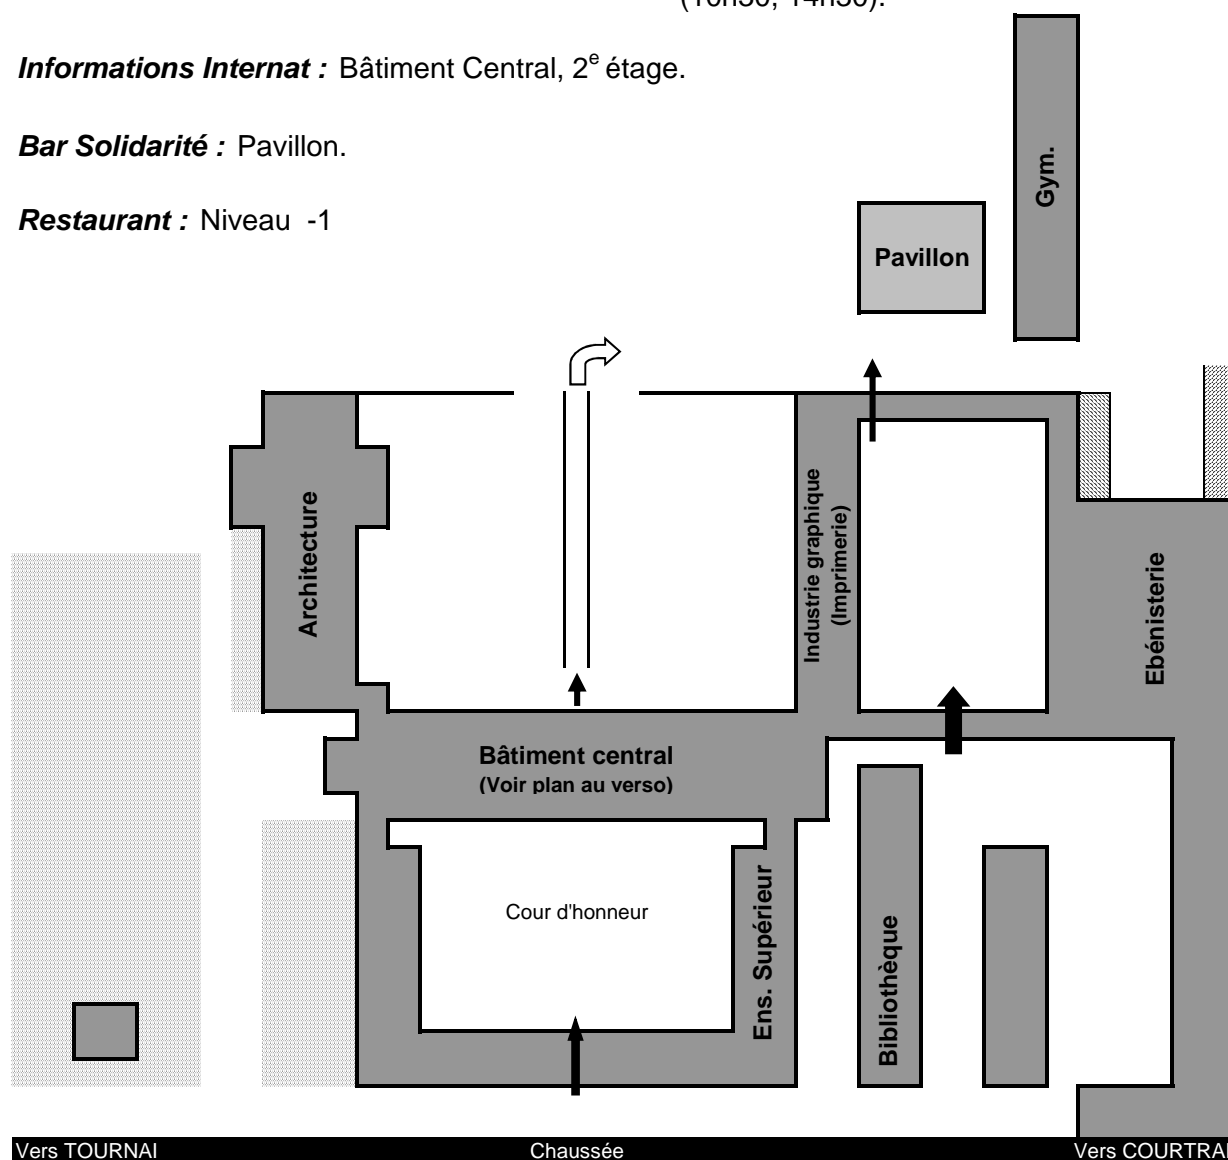 (10h30, 14h30).
Informations Internat : Bâtiment Central, 2e étage.
Bar Solidarité : Pavillon.
Restaurant : Niveau -1
Gym.
Pavillon
Architecture
Industrie graphique
(Imprimerie)
Ebénisterie
Bâtiment central
(Voir plan au verso)
Cour d'honneur
Ens. Supérieur
Bibliothèque
Vers TOURNAI
Chaussée
Vers COURTRAI